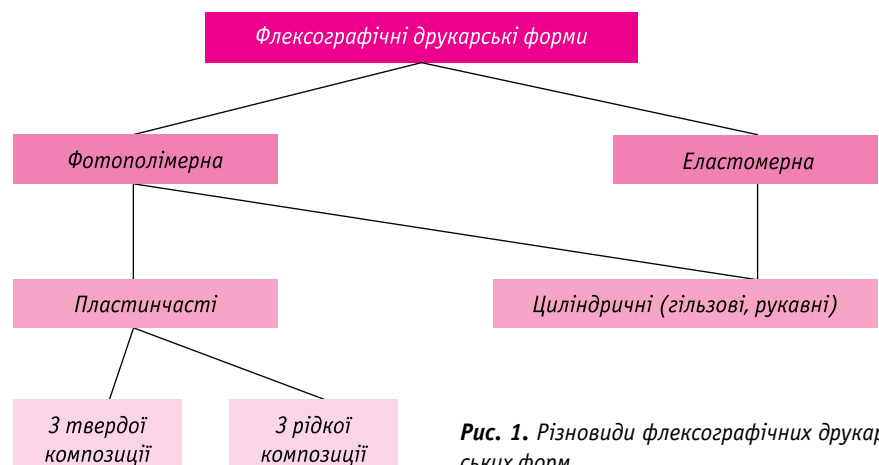 Флексографічні друкарські форми
Фотополімерна
Еластомерна
Пластинчасті
Циліндричні (гільзові, рукавні)
З твердої
композиції
З рідкої
композиції
Рис. 1. Різновиди флексографічних друкар
ських форм